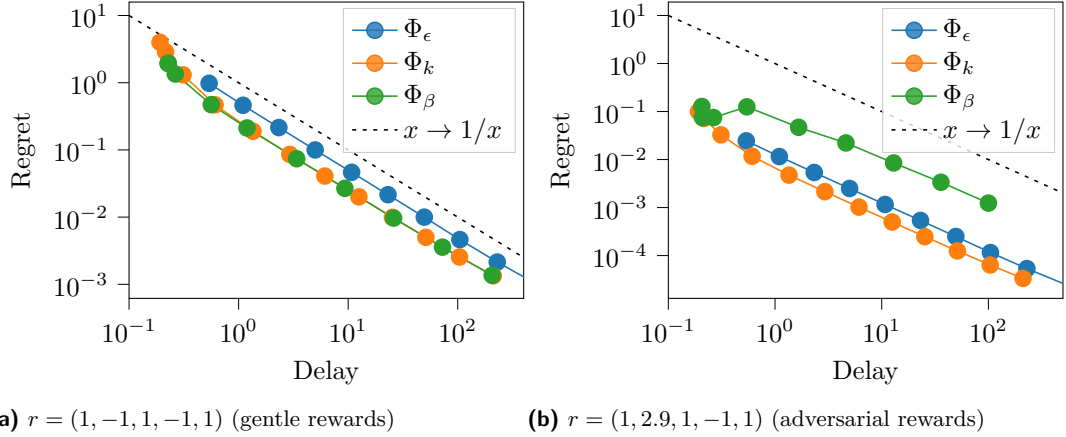 10^1
10^0
10^−1
10^−2
10^−3
Regret
10^−1
10^0
10^1
10^2
Delay
Φ_ϵ
Φ_k
Φ_β
x → 1/x
a) r = (1, −1, 1, −1, 1) (gentle rewards)
10^1
10^0
10^−1
10^−2
10^−3
10^−4
Regret
10^−1
10^0
10^1
10^2
Delay
Φ_ϵ
Φ_k
Φ_β
x → 1/x
(b) r = (1, 2.9, 1, −1, 1) (adversarial rewards)